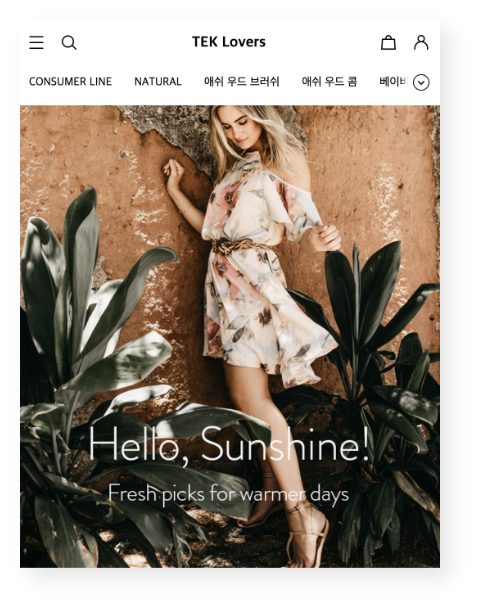 TEK Lovers
CONSUMER LINE NATURAL 애쉬 우드 브러쉬 애쉬 우드 콤 베이비
Hello, Sunshine!
Fresh picks for warmer days